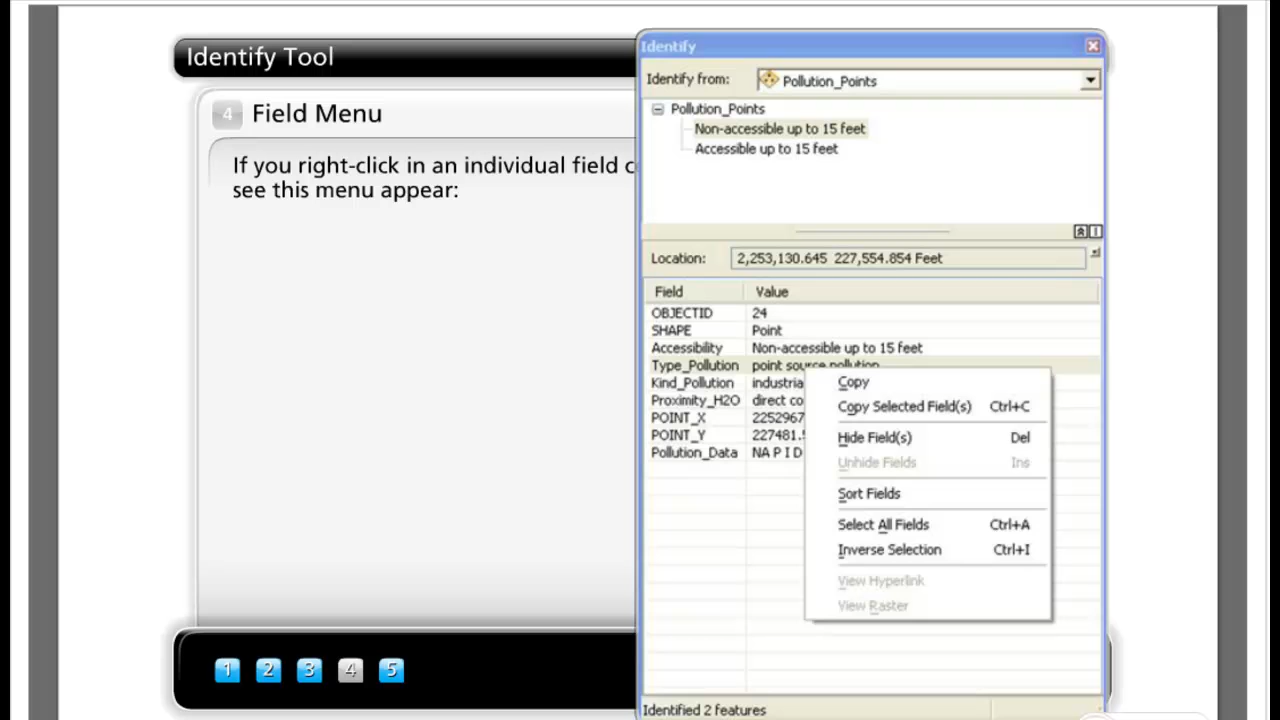 Identify Tool
4 Field Menu
If you right-click in an individual field
see this menu appear:
1 2 3 4 5
Identify
Identify from: Pollution_Points
Pollution_Points
Non-accessible up to 15 feet
Accessible up to 15 feet
Location: 2,253,130.645 227,554.854 Feet
Field Value
OBJECTID 24
SHAPE Point
Accessibility Non-accessible up to 15 feet
Type_Pollution point source pollution
Kind_Pollution industria
Proximity_H2O direct co
POINT_X 2252967
POINT_Y 227481.
Pollution_Data NA P I D
Copy
Copy Selected Field(s) Ctrl+C
Hide Field(s) Del
Unhide Fields Ins
Sort Fields
Select All Fields Ctrl+A
Inverse Selection Ctrl+I
View Hyperlink
View Raster
Identified 2 features